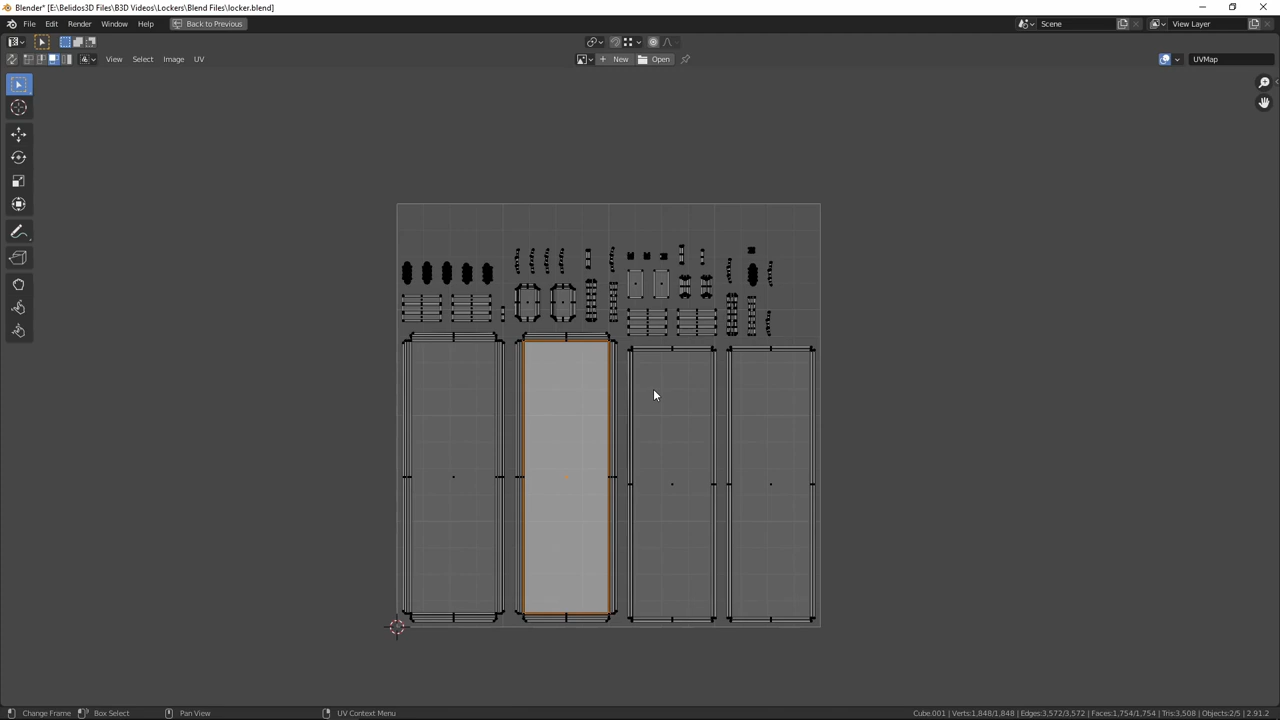 Blender* [E:\Belidos3D Files\B3D Videos\Lockers\Blend Files\locker.blend]
File Edit Render Window Help Back to Previous Scene View Layer
View Select Image UV New Open UVMap
Change Frame Box Select Pan View UV Context Menu Cube.001 | Verts:1,848/1,848 | Edges:3,572/3,572 | Faces:1,754/1,754 | Tris:3,508 | Objects:2/5 | 2.91.2